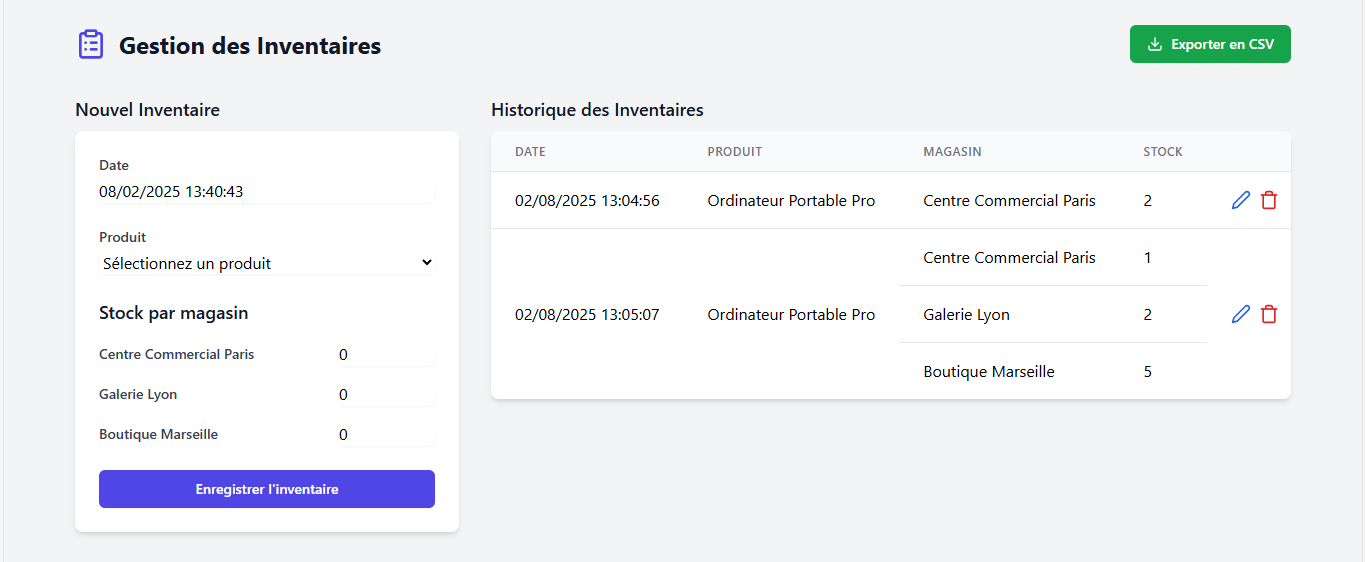 Gestion des Inventaires
Exporter en CSV
Nouvel Inventaire
Date
08/02/2025 13:40:43
Produit
Sélectionnez un produit
Stock par magasin
Centre Commercial Paris 0
Galerie Lyon 0
Boutique Marseille 0
Enregistrer l'inventaire
Historique des Inventaires
DATE PRODUIT MAGASIN STOCK
02/08/2025 13:04:56 Ordinateur Portable Pro Centre Commercial Paris 2
Centre Commercial Paris 1
02/08/2025 13:05:07 Ordinateur Portable Pro Galerie Lyon 2
Boutique Marseille 5